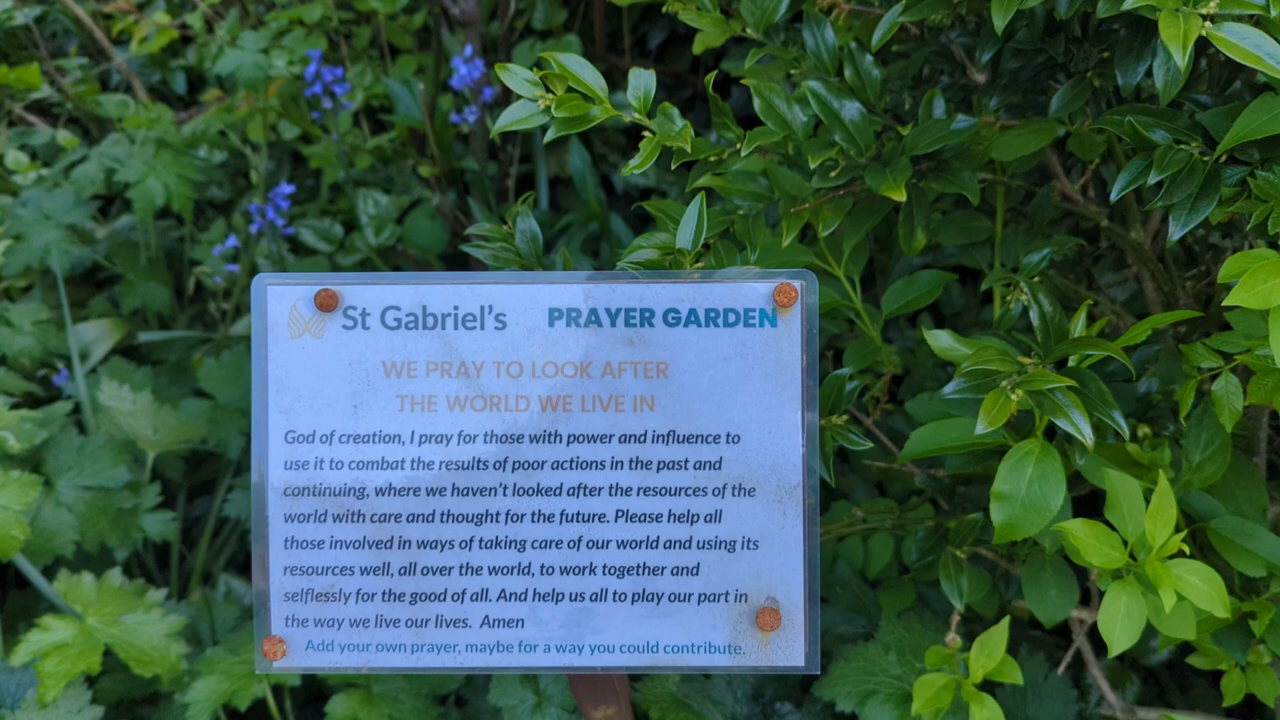 St Gabriel's PRAYER GARDEN
WE PRAY TO LOOK AFTER
THE WORLD WE LIVE IN
God of creation, I pray for those with power and influence to
use it to combat the results of poor actions in the past and
continuing, where we haven't looked after the resources of the
world with care and thought for the future. Please help all
those involved in ways of taking care of our world and using its
resources well, all over the world, to work together and
selflessly for the good of all. And help us all to play our part in
the way we live our lives. Amen
Add your own prayer, maybe for a way you could contribute.